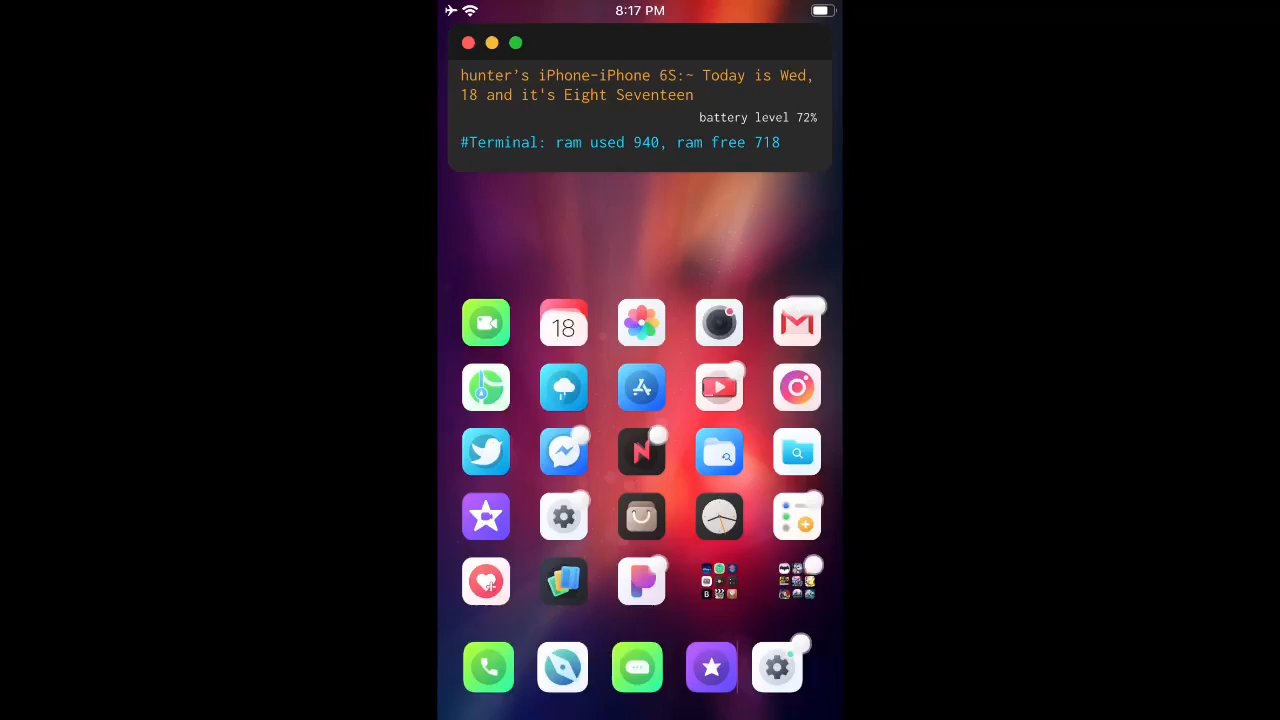 8:17 PM
hunter's iPhone-iPhone 6S:~ Today is Wed,
18 and it's Eight Seventeen
battery level 72%
#Terminal: ram used 940, ram free 718
18